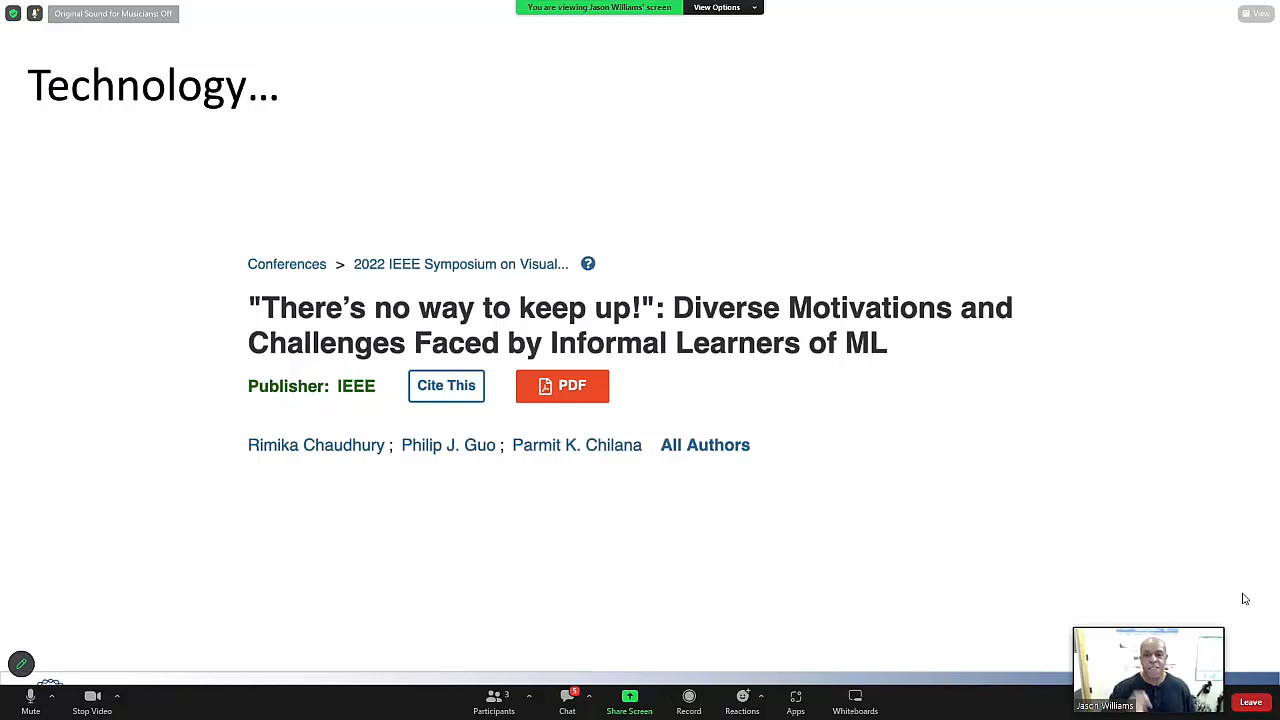 Original Sound for Musicians: Off
You are viewing Jason Williams' screen
View Options
View
Technology...
Conferences > 2022 IEEE Symposium on Visual... ?
"There's no way to keep up!": Diverse Motivations and
Challenges Faced by Informal Learners of ML
Publisher: IEEE Cite This PDF
Rimika Chaudhury ; Philip J. Guo ; Parmit K. Chilana All Authors
Jason Williams
Mute
Stop Video
Participants 3
Chat 5
Share Screen
Record
Reactions
Apps
Whiteboards
Leave